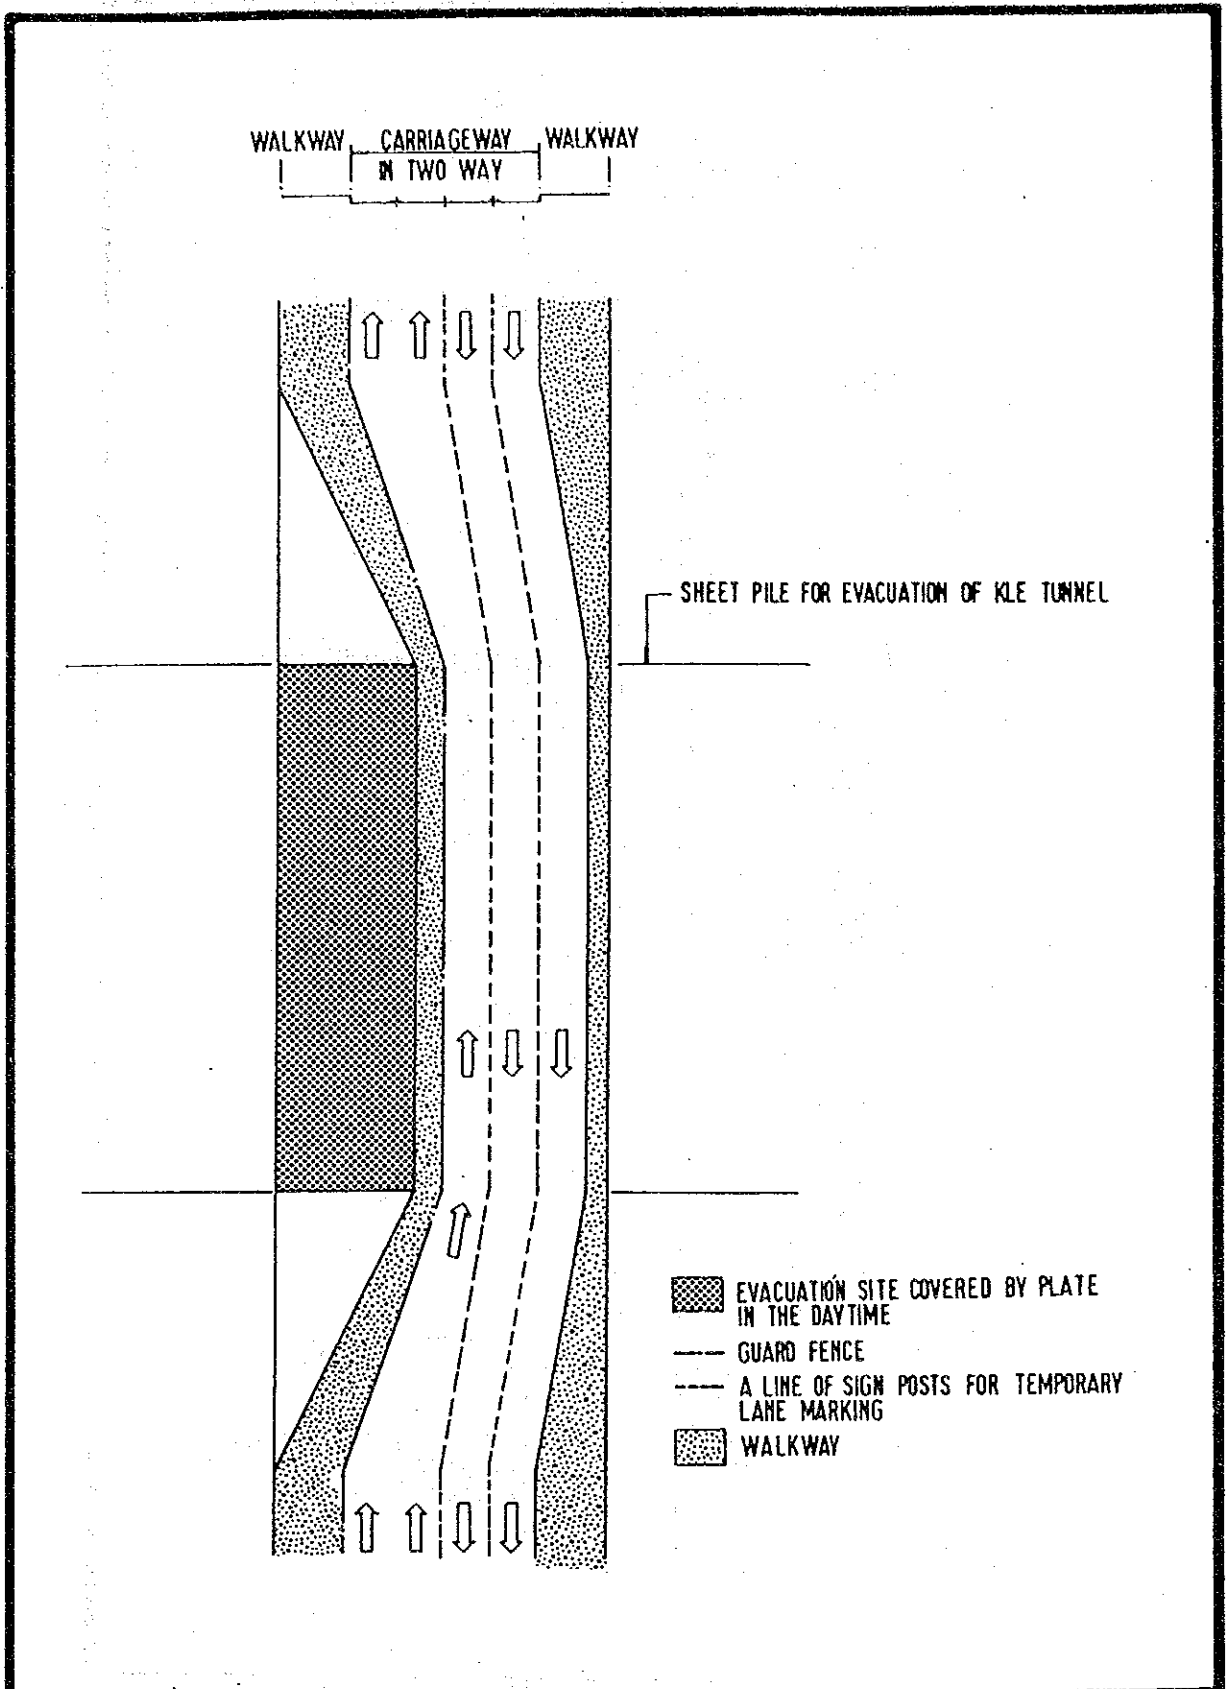 WALKWAY CARRIAGEWAY WALKWAY
IN TWO WAY
SHEET PILE FOR EVACUATION OF KLE TUNNEL
EVACUATION SITE COVERED BY PLATE
IN THE DAYTIME
GUARD FENCE
A LINE OF SIGN POSTS FOR TEMPORARY
LANE MARKING
WALKWAY